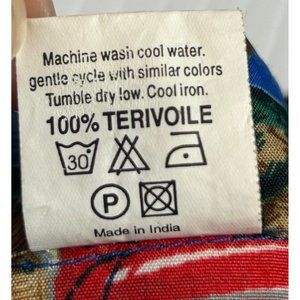 Machine wash cool water.
gentle cycle with similar colors
Tumble dry low. Cool iron.
100% TERIVOILE
30°
P
Made in India